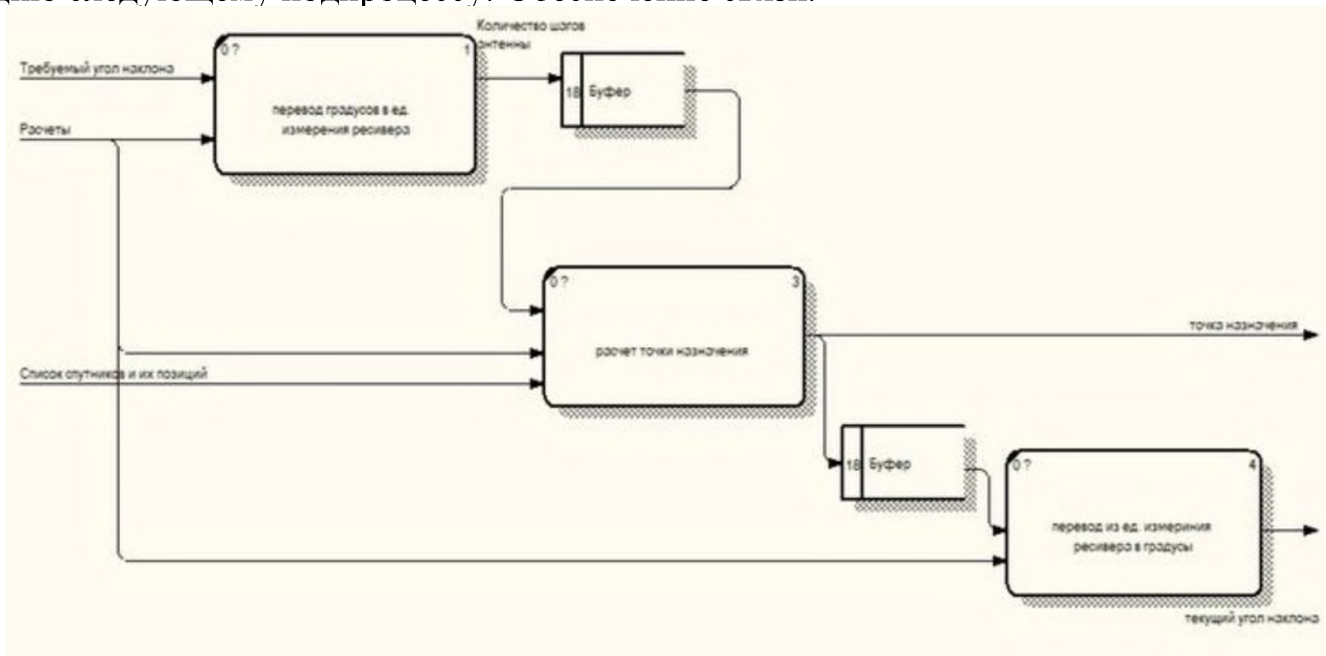 Количество шагов
антенны
0 ?
1
Требуемый угол наклона
18
Буфер
перевод градусов в ед.
измерения ресивера
Расчеты
0 ?
3
точка назначения
расчет точки назначения
Список спутников и их позиций
18
Буфер
0 ?
4
перевод из ед. измериния
ресивера в градусы
текущий угол наклона